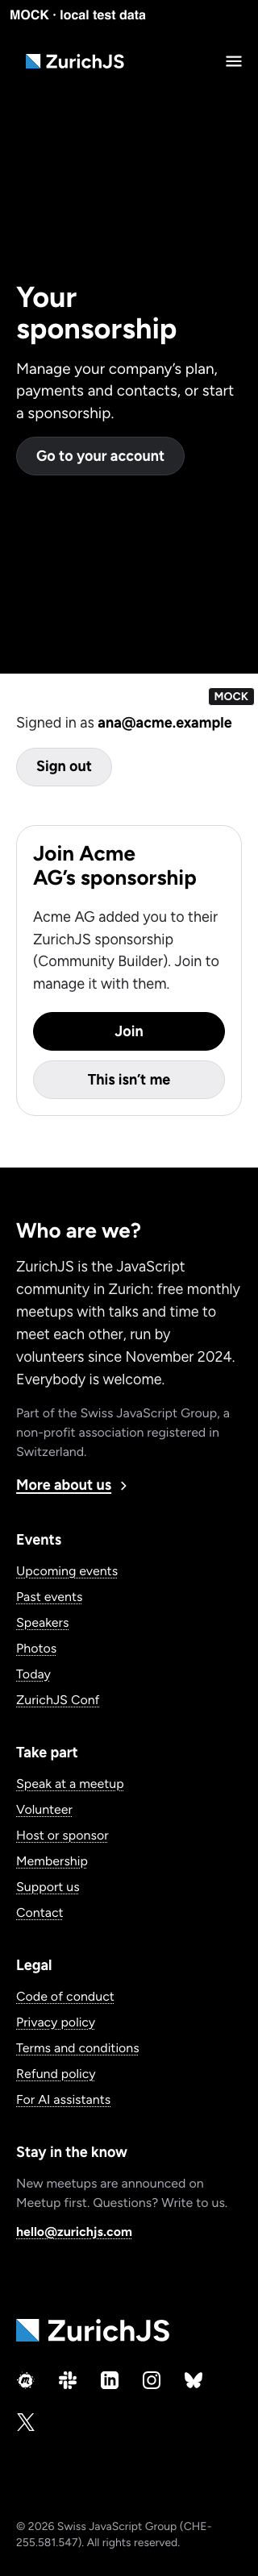 MOCK · local test data
ZurichJS
Your
sponsorship
Manage your company’s plan,
payments and contacts, or start
a sponsorship.
Go to your account
MOCK
Signed in as ana@acme.example
Sign out
Join Acme
AG’s sponsorship
Acme AG added you to their
ZurichJS sponsorship
(Community Builder). Join to
manage it with them.
Join
This isn’t me
Who are we?
ZurichJS is the JavaScript
community in Zurich: free monthly
meetups with talks and time to
meet each other, run by
volunteers since November 2024.
Everybody is welcome.
Part of the Swiss JavaScript Group, a
non-profit association registered in
Switzerland.
More about us
Events
Upcoming events
Past events
Speakers
Photos
Today
ZurichJS Conf
Take part
Speak at a meetup
Volunteer
Host or sponsor
Membership
Support us
Contact
Legal
Code of conduct
Privacy policy
Terms and conditions
Refund policy
For AI assistants
Stay in the know
New meetups are announced on
Meetup first. Questions? Write to us.
hello@zurichjs.com
ZurichJS
© 2026 Swiss JavaScript Group (CHE-
255.581.547). All rights reserved.